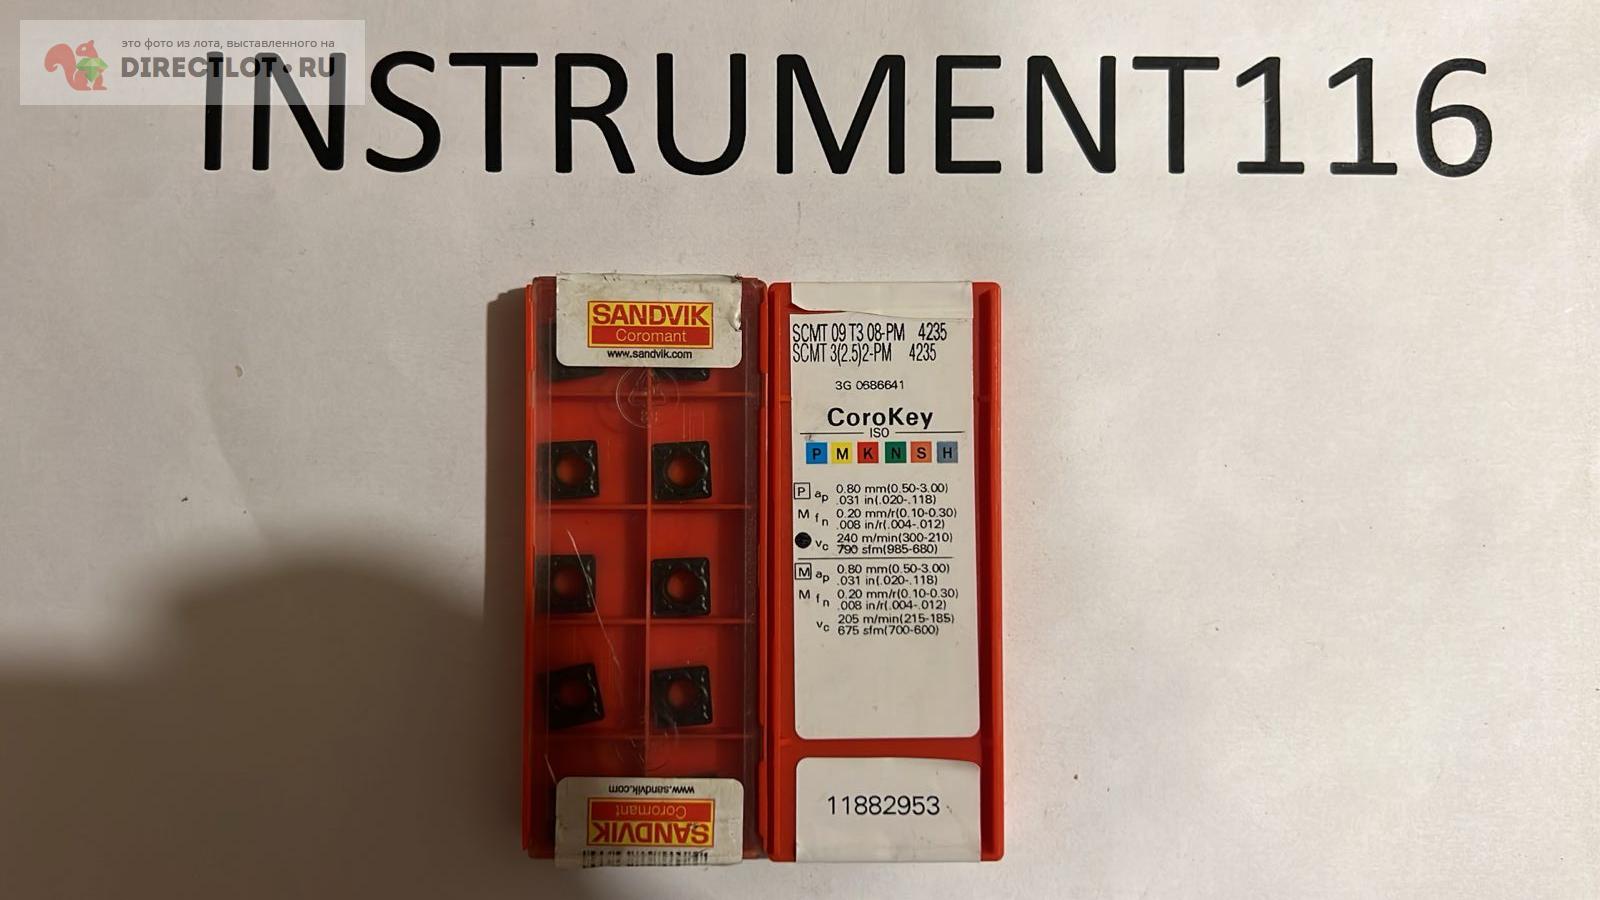 это фото из лота, выставленного на
DIRECTLOT.RU
INSTRUMENT116
SANDVIK
Coromant
www.sandvik.com
www.sandvik.com
Coromant
SANDVIK
SCMT 09 T3 08-PM 4235
SCMT 3(2.5)2-PM 4235
3G 0686641
CoroKey
ISO
P M K N S H
P ap 0.80 mm(0.50-3.00)
.031 in(.020-.118)
M fn 0.20 mm/r(0.10-0.30)
.008 in/r(.004-.012)
vc 240 m/min(300-210)
790 sfm(985-680)
M ap 0.80 mm(0.50-3.00)
.031 in(.020-.118)
M fn 0.20 mm/r(0.10-0.30)
.008 in/r(.004-.012)
vc 205 m/min(215-185)
675 sfm(700-600)
11882953